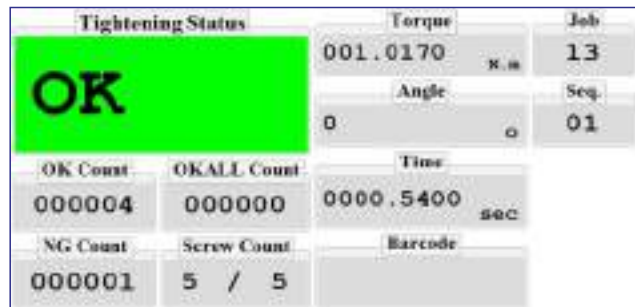 Tightening Status
OK
Torque
001.0170 N.m
Job
13
Angle
0 o
Seq.
01
OK Count
000004
OKALL Count
000000
Time
0000.5400 sec
NG Count
000001
Screw Count
5 / 5
Barcode